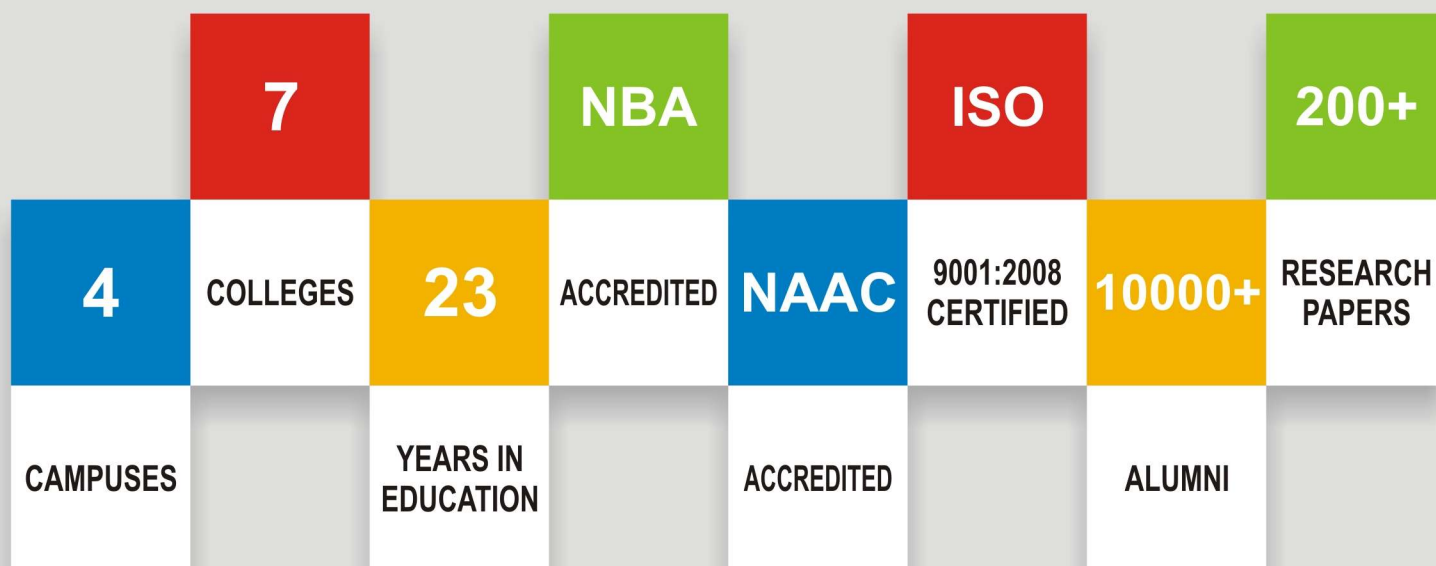 4
CAMPUSES
7
COLLEGES
23
YEARS IN
EDUCATION
NBA
ACCREDITED
NAAC
ACCREDITED
ISO
9001:2008
CERTIFIED
10000+
ALUMNI
200+
RESEARCH
PAPERS